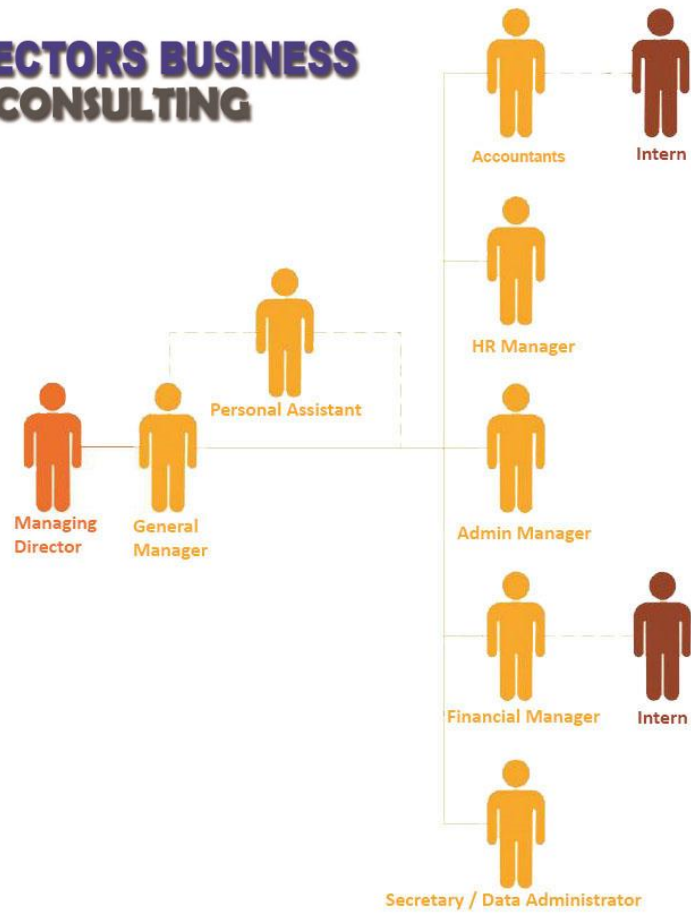 ECTORS BUSINESS
CONSULTING
Accountants
Intern
HR Manager
Personal Assistant
Managing
Director
General
Manager
Admin Manager
Financial Manager
Intern
Secretary / Data Administrator